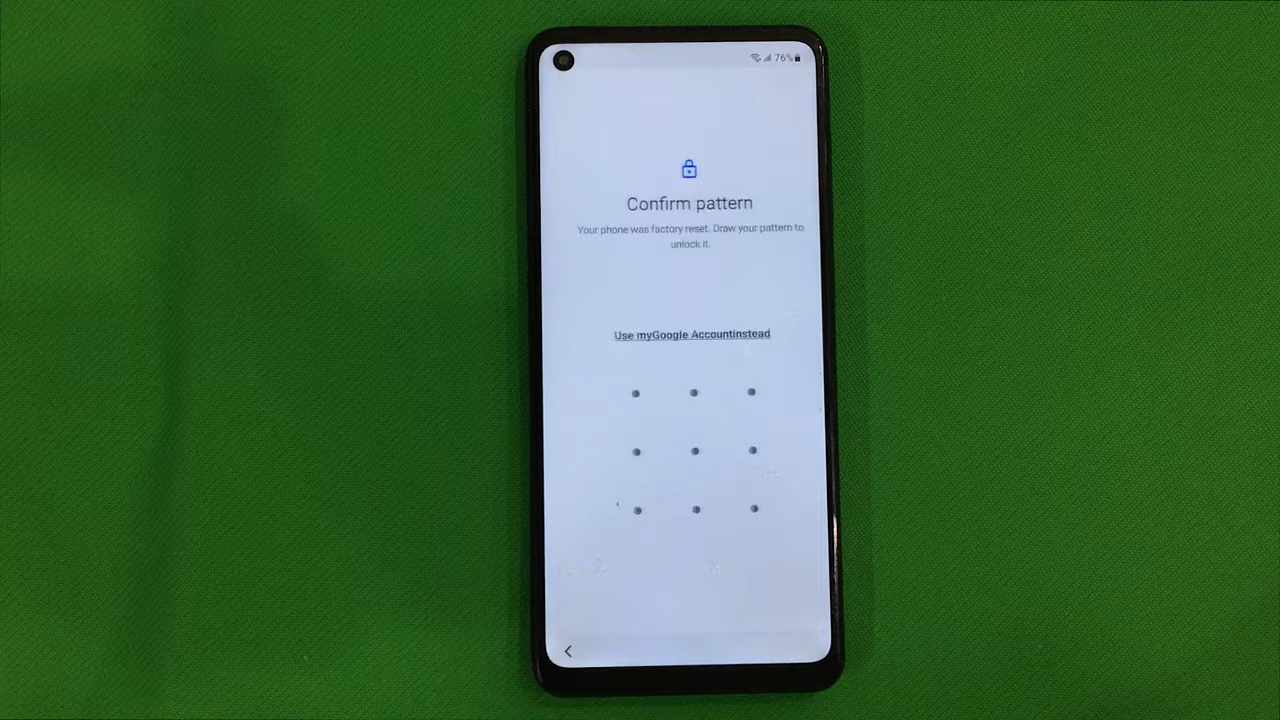 76%
Confirm pattern
Your phone was factory reset. Draw your pattern to
unlock it.
Use myGoogle Accountinstead